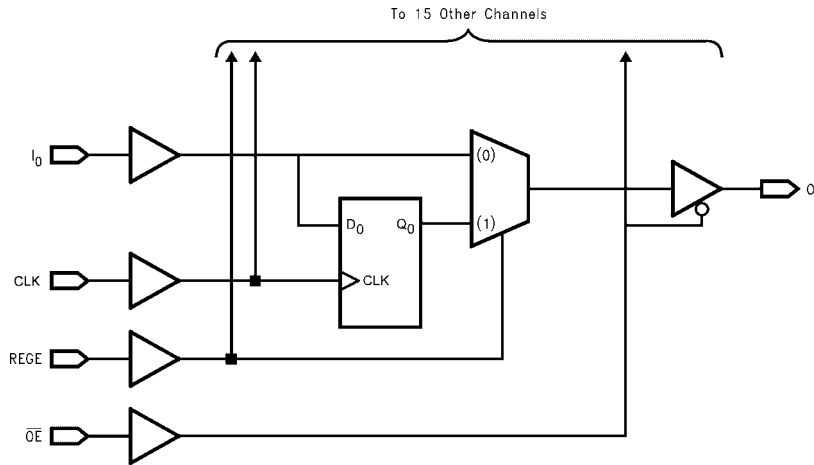 To 15 Other Channels
I0
(0)
O
D0
Q0
(1)
CLK
CLK
REGE
OE